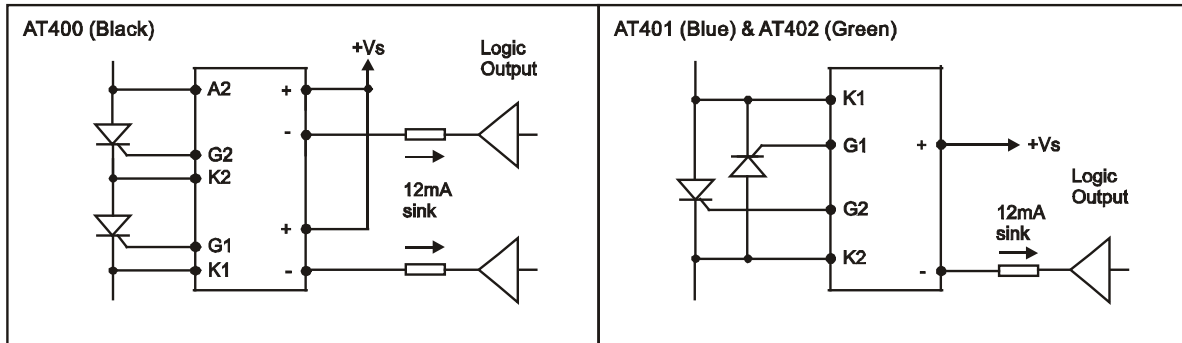 AT400 (Black)
+Vs
Logic
Output
A2
+
-
G2
K2
12mA
sink
+
G1
K1
-
AT401 (Blue) & AT402 (Green)
K1
G1
+
+Vs
G2
Logic
Output
12mA
sink
K2
-